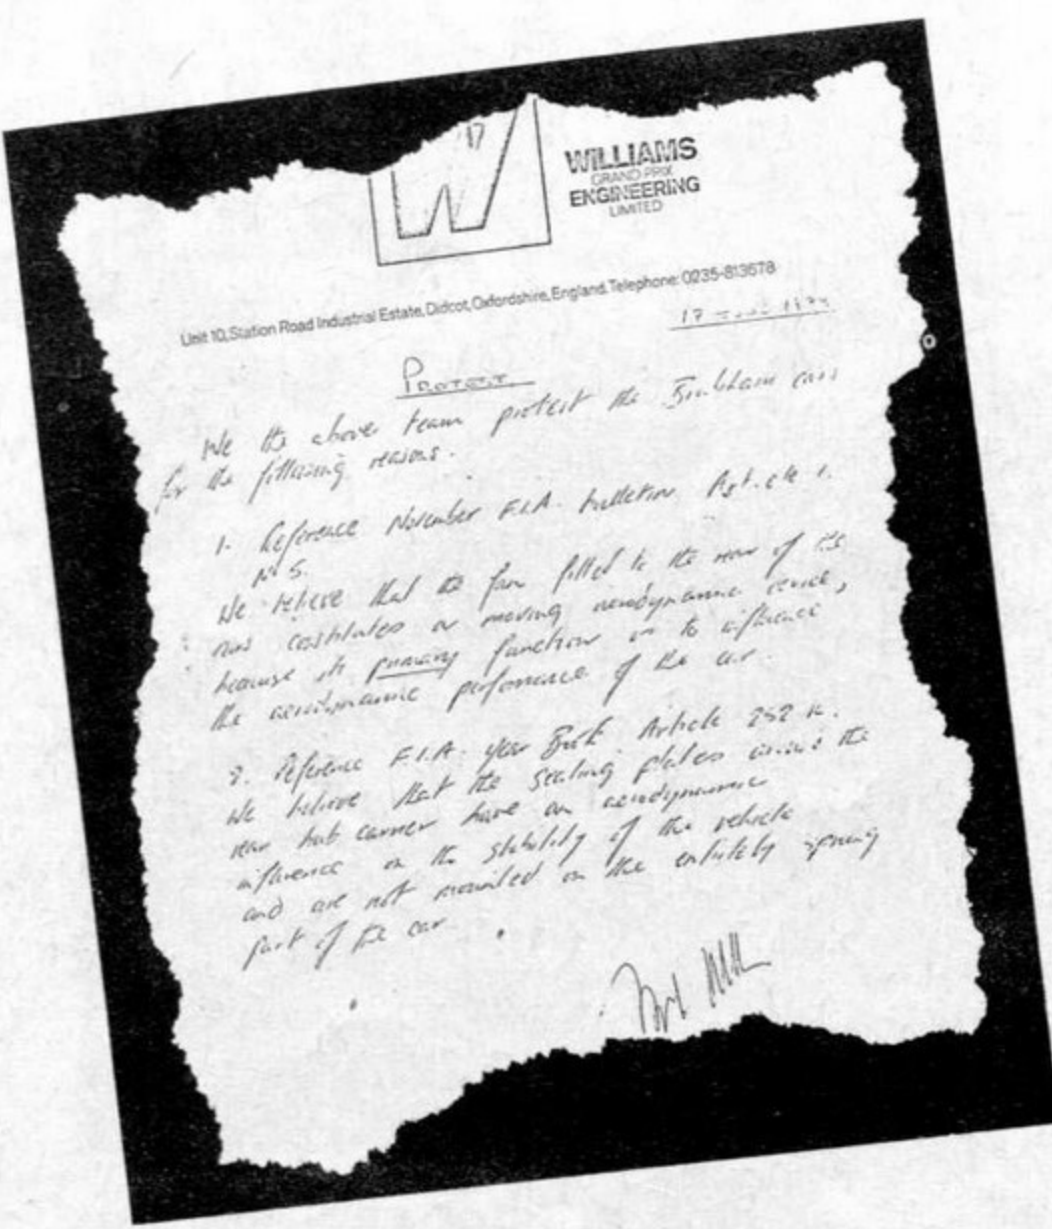 17
W
WILLIAMS
GRAND PRIX
ENGINEERING
LIMITED
Unit 10, Station Road Industrial Estate, Didcot, Oxfordshire, England. Telephone: 0235-813678
17
PROTEST
We the above team protest the Brabham cars
for the following reasons.
1. Reference November F.I.A. bulletin Article 1.
No 5.
We believe that the fan fitted to the rear of the
cars constitutes a moving aerodynamic device,
because its primary function is to influence
the aerodynamic performance of the car.
2. Reference F.I.A. year Book Article 252 k.
We believe that the sealing plates around the
rear hub carrier have an aerodynamic
influence on the stability of the vehicle
and are not mounted on the entirely sprung
part of the car